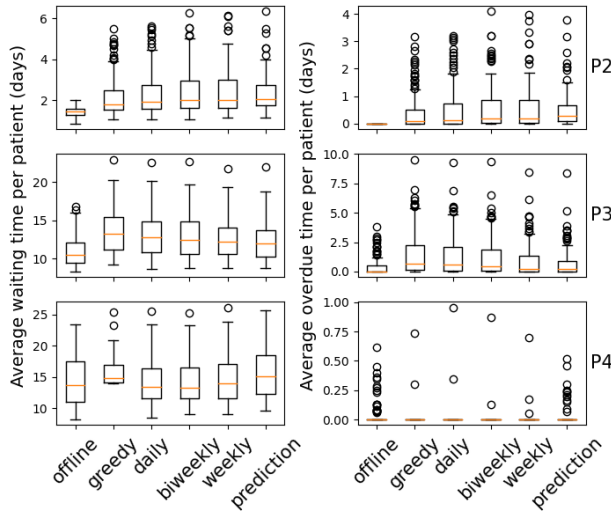 Average waiting time per patient (days)
6
4
2
20
15
10
25
20
15
10
offline
greedy
daily
biweekly
weekly
prediction
Average overdue time per patient (days)
4
3
2
1
0
10.0
7.5
5.0
2.5
0.0
1.00
0.75
0.50
0.25
0.00
offline
greedy
daily
biweekly
weekly
prediction
P2
P3
P4